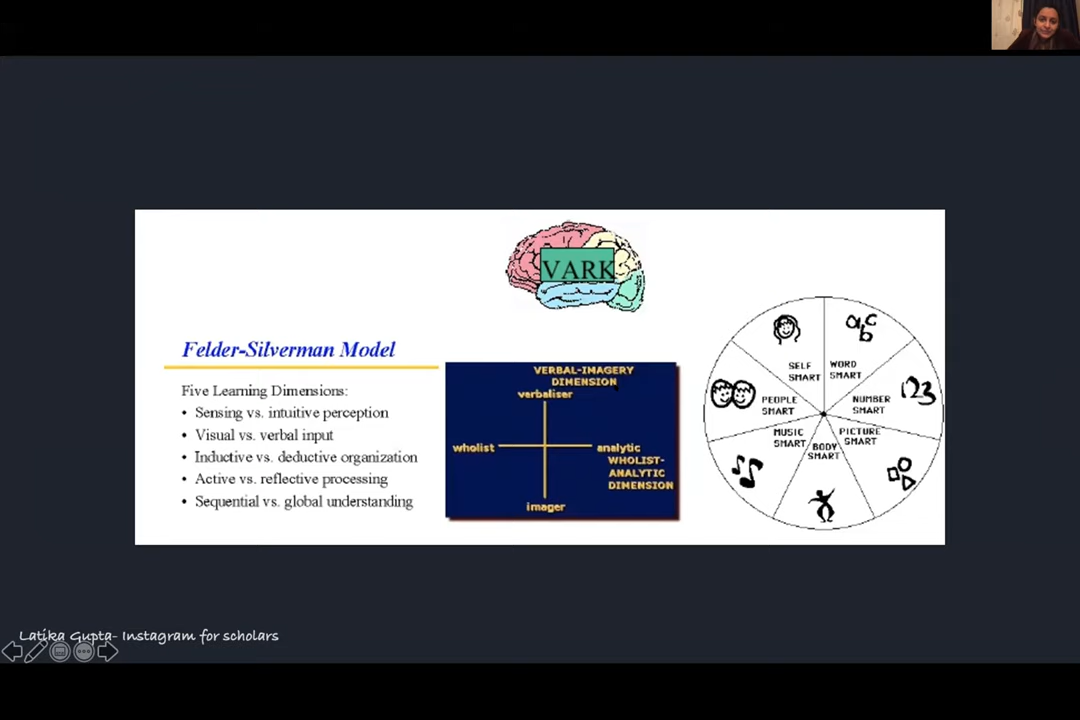 VARK
Felder-Silverman Model
Five Learning Dimensions:
• Sensing vs. intuitive perception
• Visual vs. verbal input
• Inductive vs. deductive organization
• Active vs. reflective processing
• Sequential vs. global understanding
VERBAL-IMAGERY
DIMENSION
verbaliser
wholist
analytic
WHOLIST-
ANALYTIC
DIMENSION
imager
abc
SELF
SMART
WORD
SMART
123
PEOPLE
SMART
NUMBER
SMART
MUSIC
SMART
PICTURE
SMART
BODY
SMART
Latika Gupta- Instagram for scholars